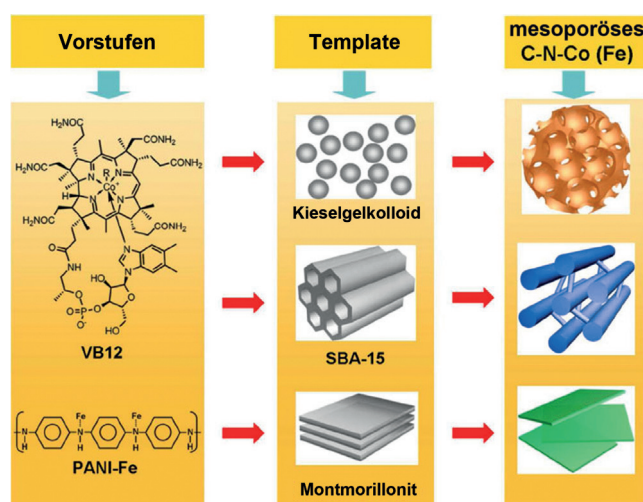 Vorstufen
Template
mesoporöses
C-N-Co (Fe)
H₂NOC
CONH₂
H₂NOC
CONH₂
R
N
N
Co⁺
N
N
H
H₂NOC
CONH₂
CONH₂
O
N
NH
HO
N
O
O
O-P-O
O⁻
O
HO
VB12
Fe
Fe
N
H
N
H
N
H
N
H
PANI-Fe
Kieselgelkolloid
SBA-15
Montmorillonit